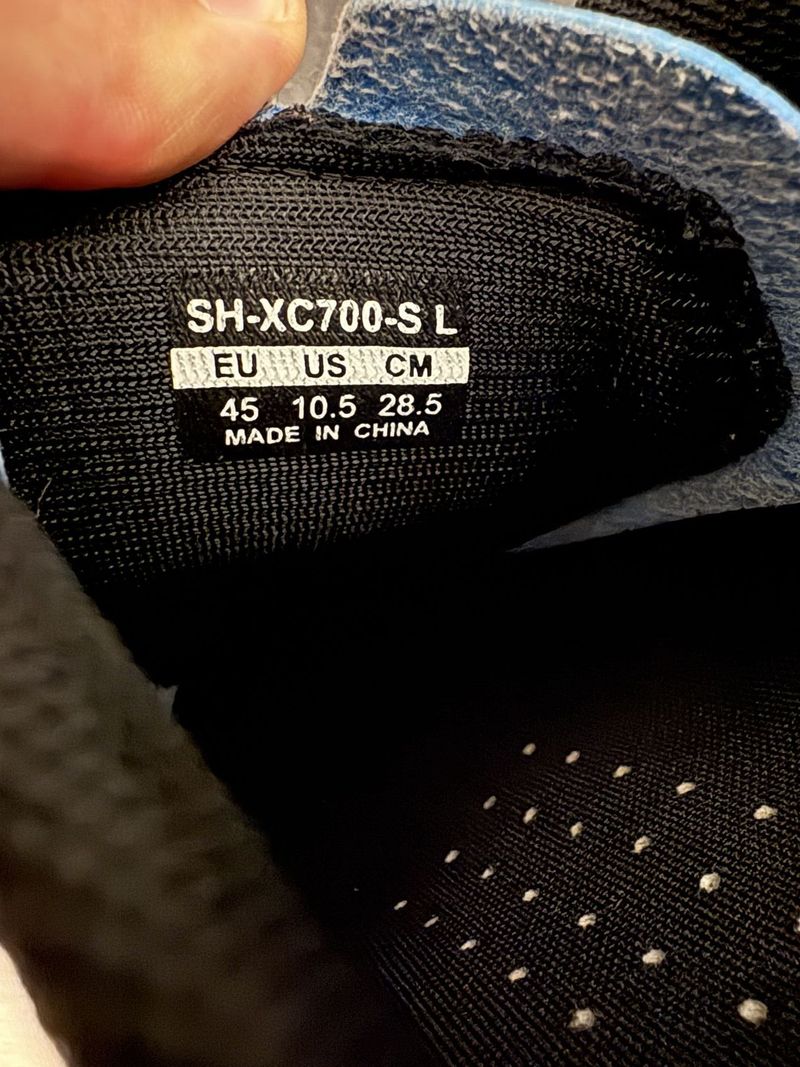 SH-XC700-S L
EU US CM
45 10.5 28.5
MADE IN CHINA